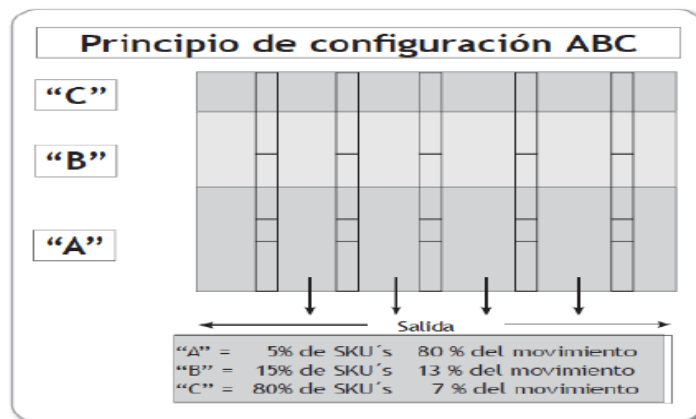 Principio de configuración ABC
“C”
“B”
“A”
Salida
“A” = 5% de SKU´s 80 % del movimiento
“B” = 15% de SKU´s 13 % del movimiento
“C” = 80% de SKU´s 7 % del movimiento